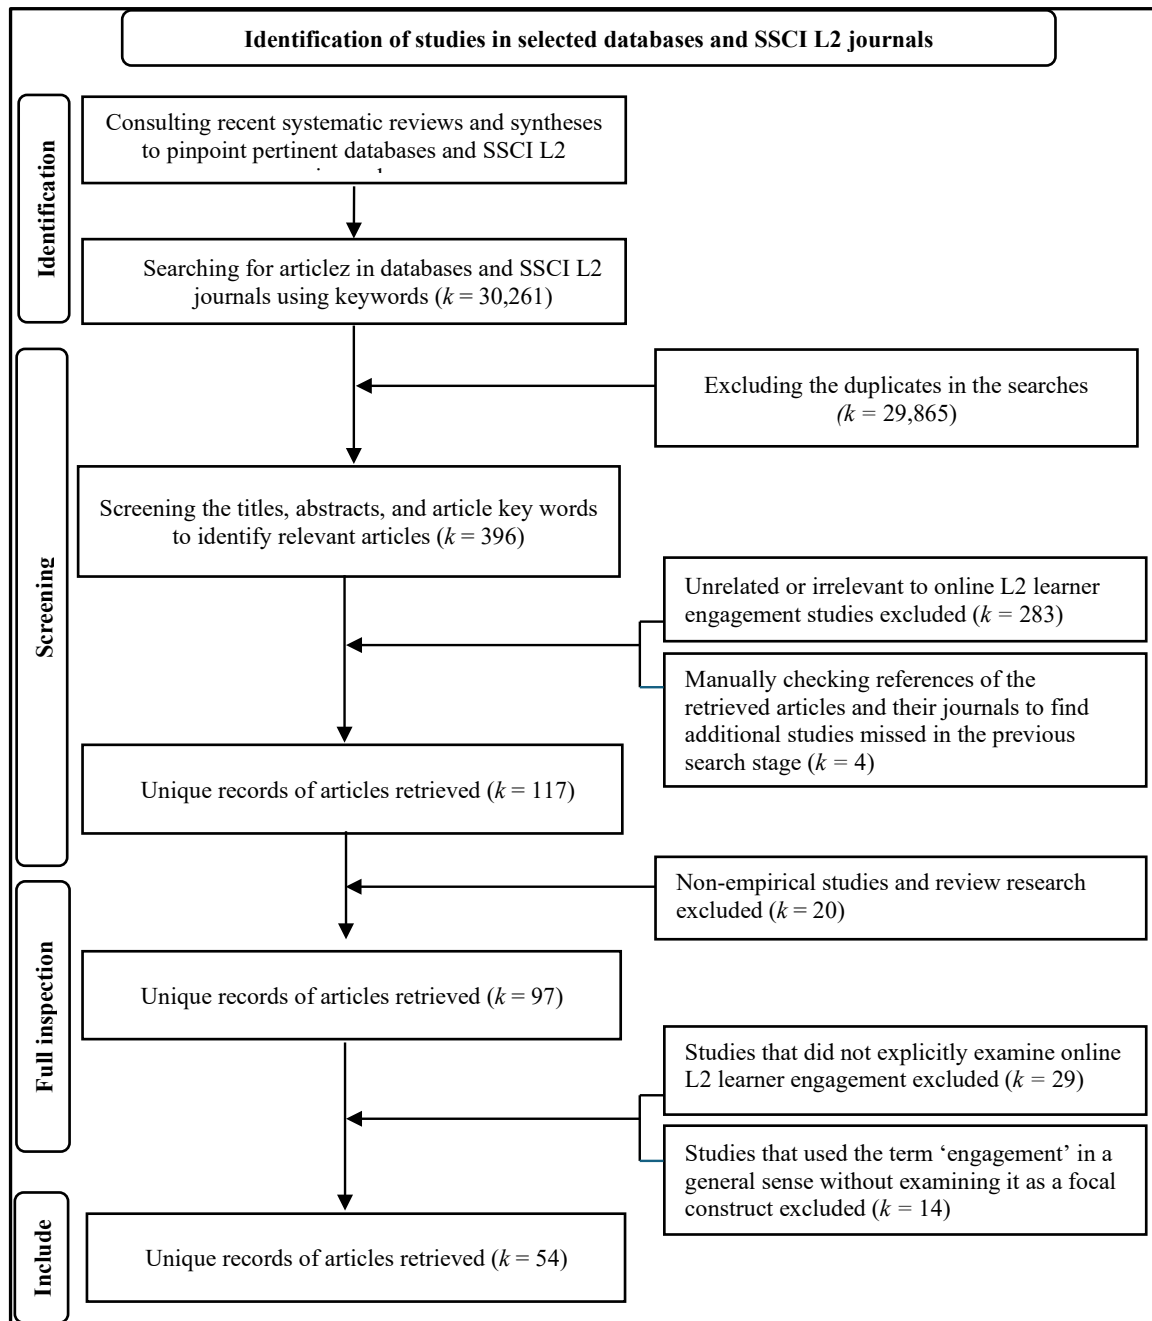 Identification of studies in selected databases and SSCI L2 journals
Identification
Consulting recent systematic reviews and syntheses
to pinpoint pertinent databases and SSCI L2
Searching for articlez in databases and SSCI L2
journals using keywords (k = 30,261)
Screening
Excluding the duplicates in the searches
(k = 29,865)
Screening the titles, abstracts, and article key words
to identify relevant articles (k = 396)
Unrelated or irrelevant to online L2 learner
engagement studies excluded (k = 283)
Manually checking references of the
retrieved articles and their journals to find
additional studies missed in the previous
search stage (k = 4)
Unique records of articles retrieved (k = 117)
Full inspection
Non-empirical studies and review research
excluded (k = 20)
Unique records of articles retrieved (k = 97)
Studies that did not explicitly examine online
L2 learner engagement excluded (k = 29)
Studies that used the term ‘engagement’ in a
general sense without examining it as a focal
construct excluded (k = 14)
Include
Unique records of articles retrieved (k = 54)